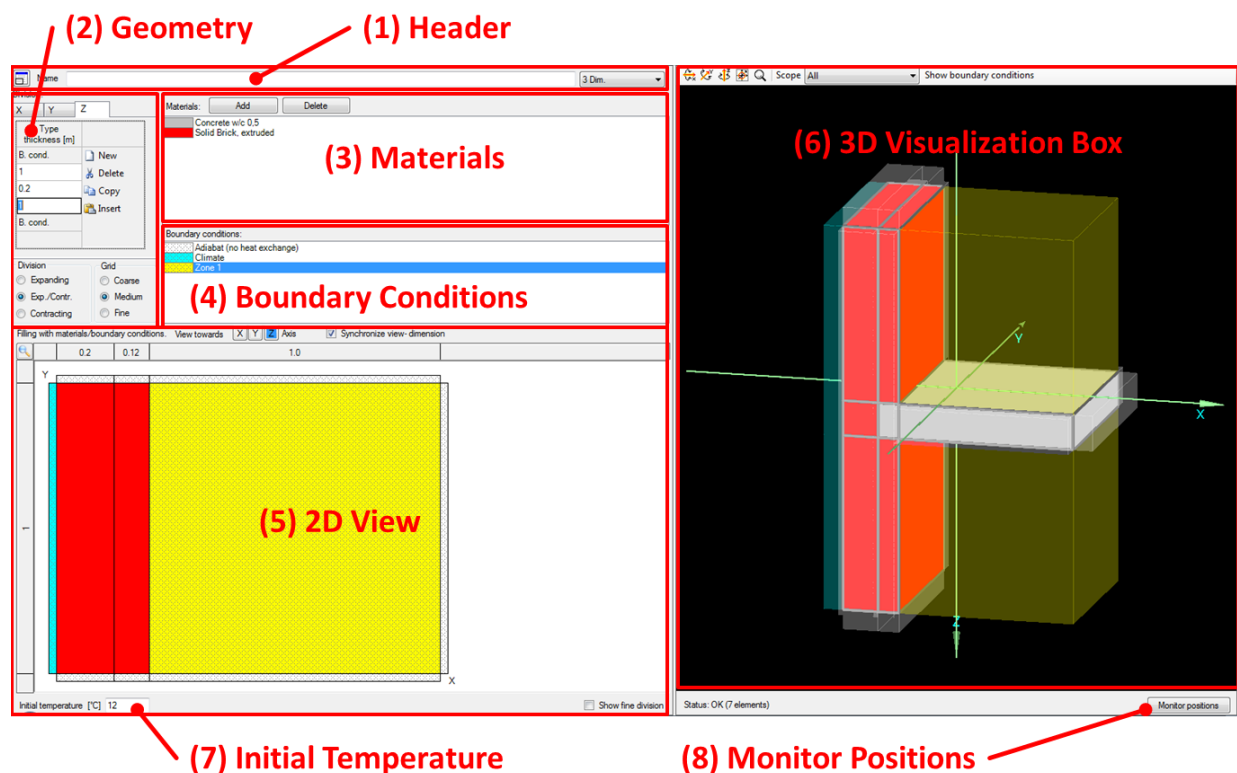 (2) Geometry
(1) Header
Name
3 Dim.
X Y Z
Type
thickness [m]
B. cond.
1
0.2
1
B. cond.
New
Delete
Copy
Insert
Division
Expanding
Exp./Contr.
Contracting
Grid
Coarse
Medium
Fine
Materials: Add Delete
Concrete w/c 0,5
Solid Brick, extruded
(3) Materials
Boundary conditions:
Adiabat (no heat exchange)
Climate
Zone 1
(4) Boundary Conditions
Filling with materials/boundary conditions. View towards X Y Z Axis Synchronize view- dimension
0.2 0.12 1.0
Y
1
(5) 2D View
X
Initial temperature [°C] 12
Show fine division
Scope All Show boundary conditions
(6) 3D Visualization Box
Y
X
Z
Status: OK (7 elements)
Monitor positions
(7) Initial Temperature
(8) Monitor Positions